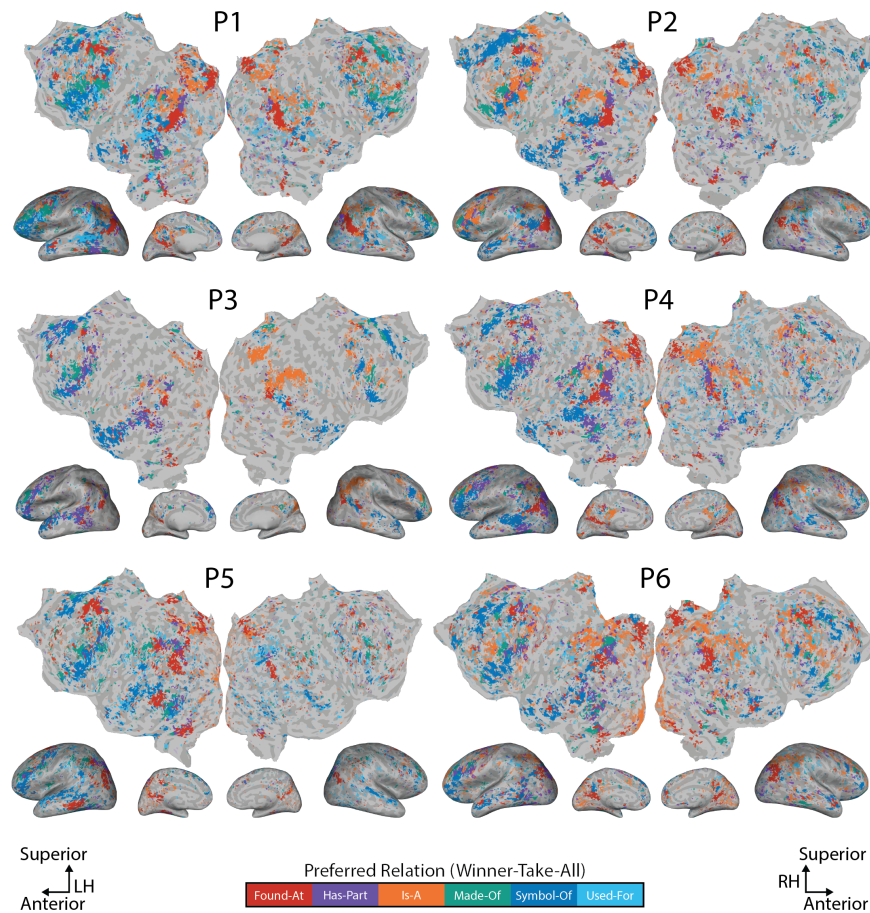 P1
P2
P3
P4
P5
P6
Superior
LH
Anterior
Preferred Relation (Winner-Take-All)
Found-At
Has-Part
Is-A
Made-Of
Symbol-Of
Used-For
Superior
RH
Anterior